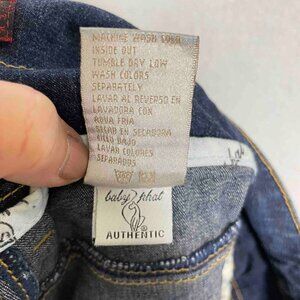 MACHINE WASH COLD
INSIDE OUT
TUMBLE DRY LOW
WASH COLORS
SEPARATELY
LAVAR AL REVERSO EN
LAVADORA CON
AGUA FRIA
SECAR EN SECADORA
CICLO BAJO
LAVAR COLORES
SEPARADOS
baby phat
AUTHENTIC